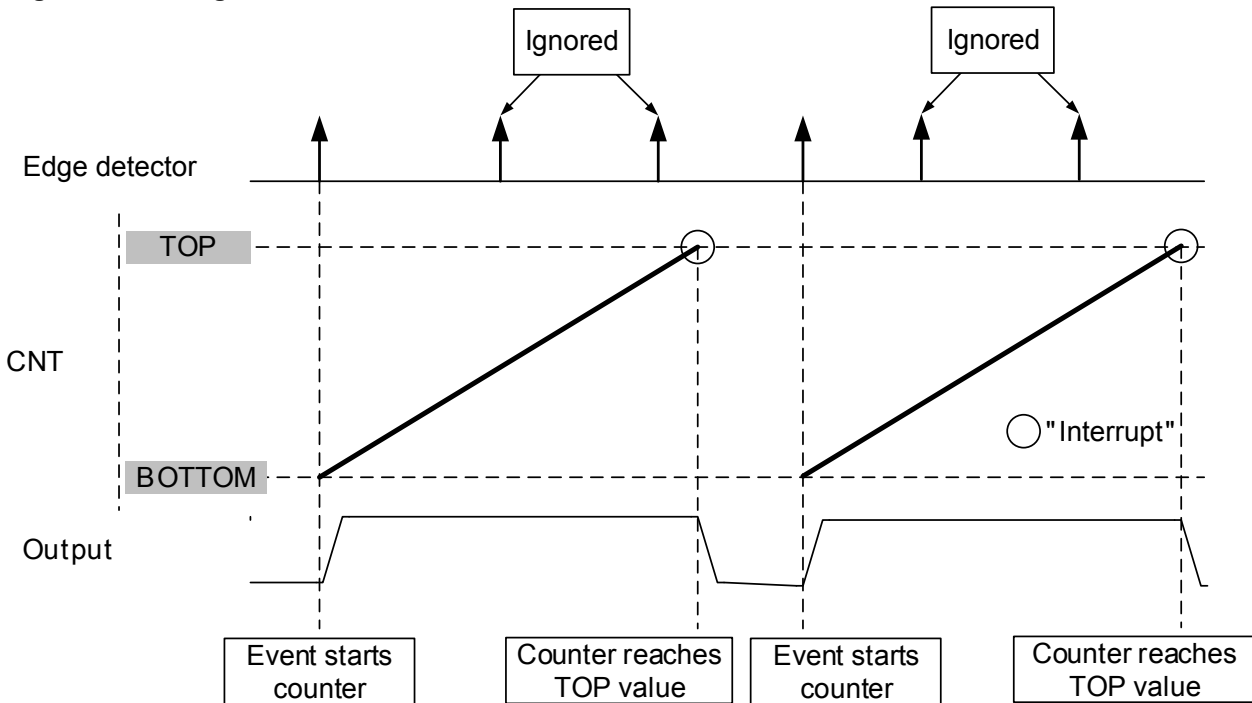 Ignored
Ignored
Edge detector
TOP
CNT
"Interrupt"
BOTTOM
Output
Event starts
counter
Counter reaches
TOP value
Event starts
counter
Counter reaches
TOP value